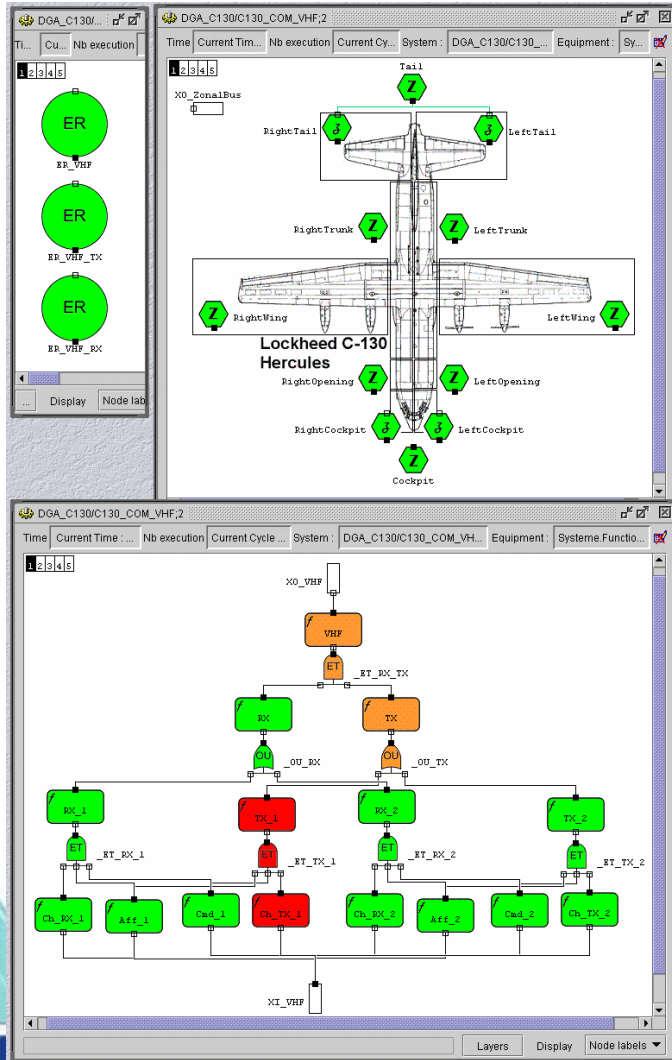 DGA_C130/...
Ti... Cu... Nb execution
1 2 3 4 5
ER
ER_VHF
ER
ER_VHF_TX
ER
ER_VHF_RX
... Display Node lab
DGA_C130/C130_COM_VHF;2
Time Current Tim... Nb execution Current Cy... System : DGA_C130/C130_... Equipment : Sy...
1 2 3 4 5
XO_ZonalBus
Tail
Z
RightTail
LeftTail
RightTrunk Z
Z LeftTrunk
Z RightWing
LeftWing Z
Lockheed C-130
Hercules
RightOpening Z
Z LeftOpening
RightCockpit
LeftCockpit
Z
Cockpit
DGA_C130/C130_COM_VHF;2
Time Current Time : ... Nb execution Current Cycle ... System : DGA_C130/C130_COM_VH... Equipment : Systeme.Functio...
1 2 3 4 5
XO_VHF
f VHF
ET _ET_RX_TX
f RX f TX
OU _OU_RX OU _OU_TX
f RX_1 f TX_1 f RX_2 f TX_2
ET _ET_RX_1 ET _ET_TX_1 ET _ET_RX_2 ET _ET_TX_2
f Ch_RX_1 f Aff_1 f Cmd_1 f Ch_TX_1 f Ch_RX_2 f Aff_2 f Cmd_2 f Ch_TX_2
XI_VHF
Layers Display Node labels